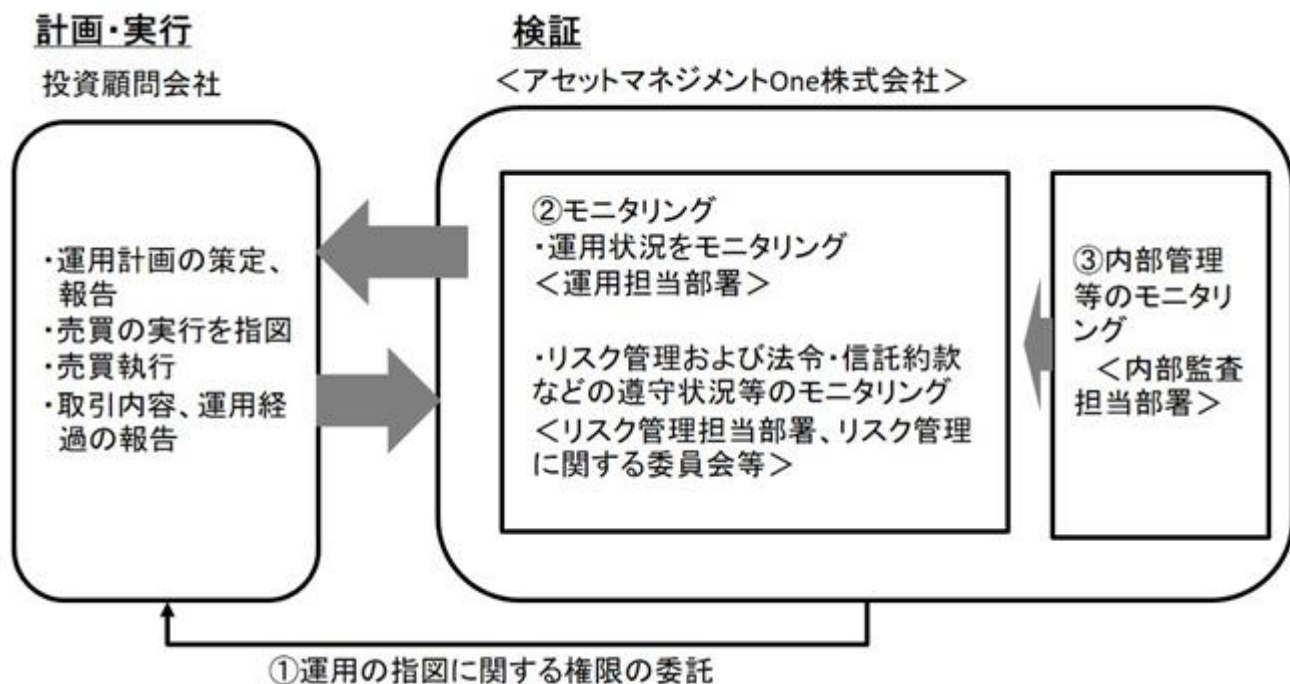 計画・実行
投資顧問会社
・運用計画の策定、
報告
・売買の実行を指図
・売買執行
・取引内容、運用経
過の報告
検証
＜アセットマネジメントOne株式会社＞
②モニタリング
・運用状況をモニタリング
＜運用担当部署＞
・リスク管理および法令・信託約款
などの遵守状況等のモニタリング
＜リスク管理担当部署、リスク管理
に関する委員会等＞
③内部管理
等のモニタリ
ング
＜内部監査
担当部署＞
①運用の指図に関する権限の委託